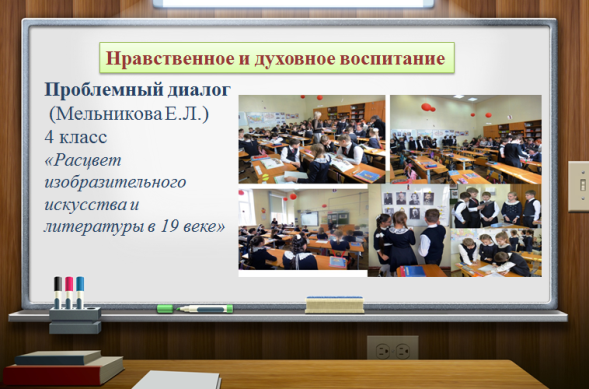 Нравственное и духовное воспитание
Проблемный диалог
(Мельникова Е.Л.)
4 класс
«Расцвет
изобразительного
искусства и
литературы в 19 веке»